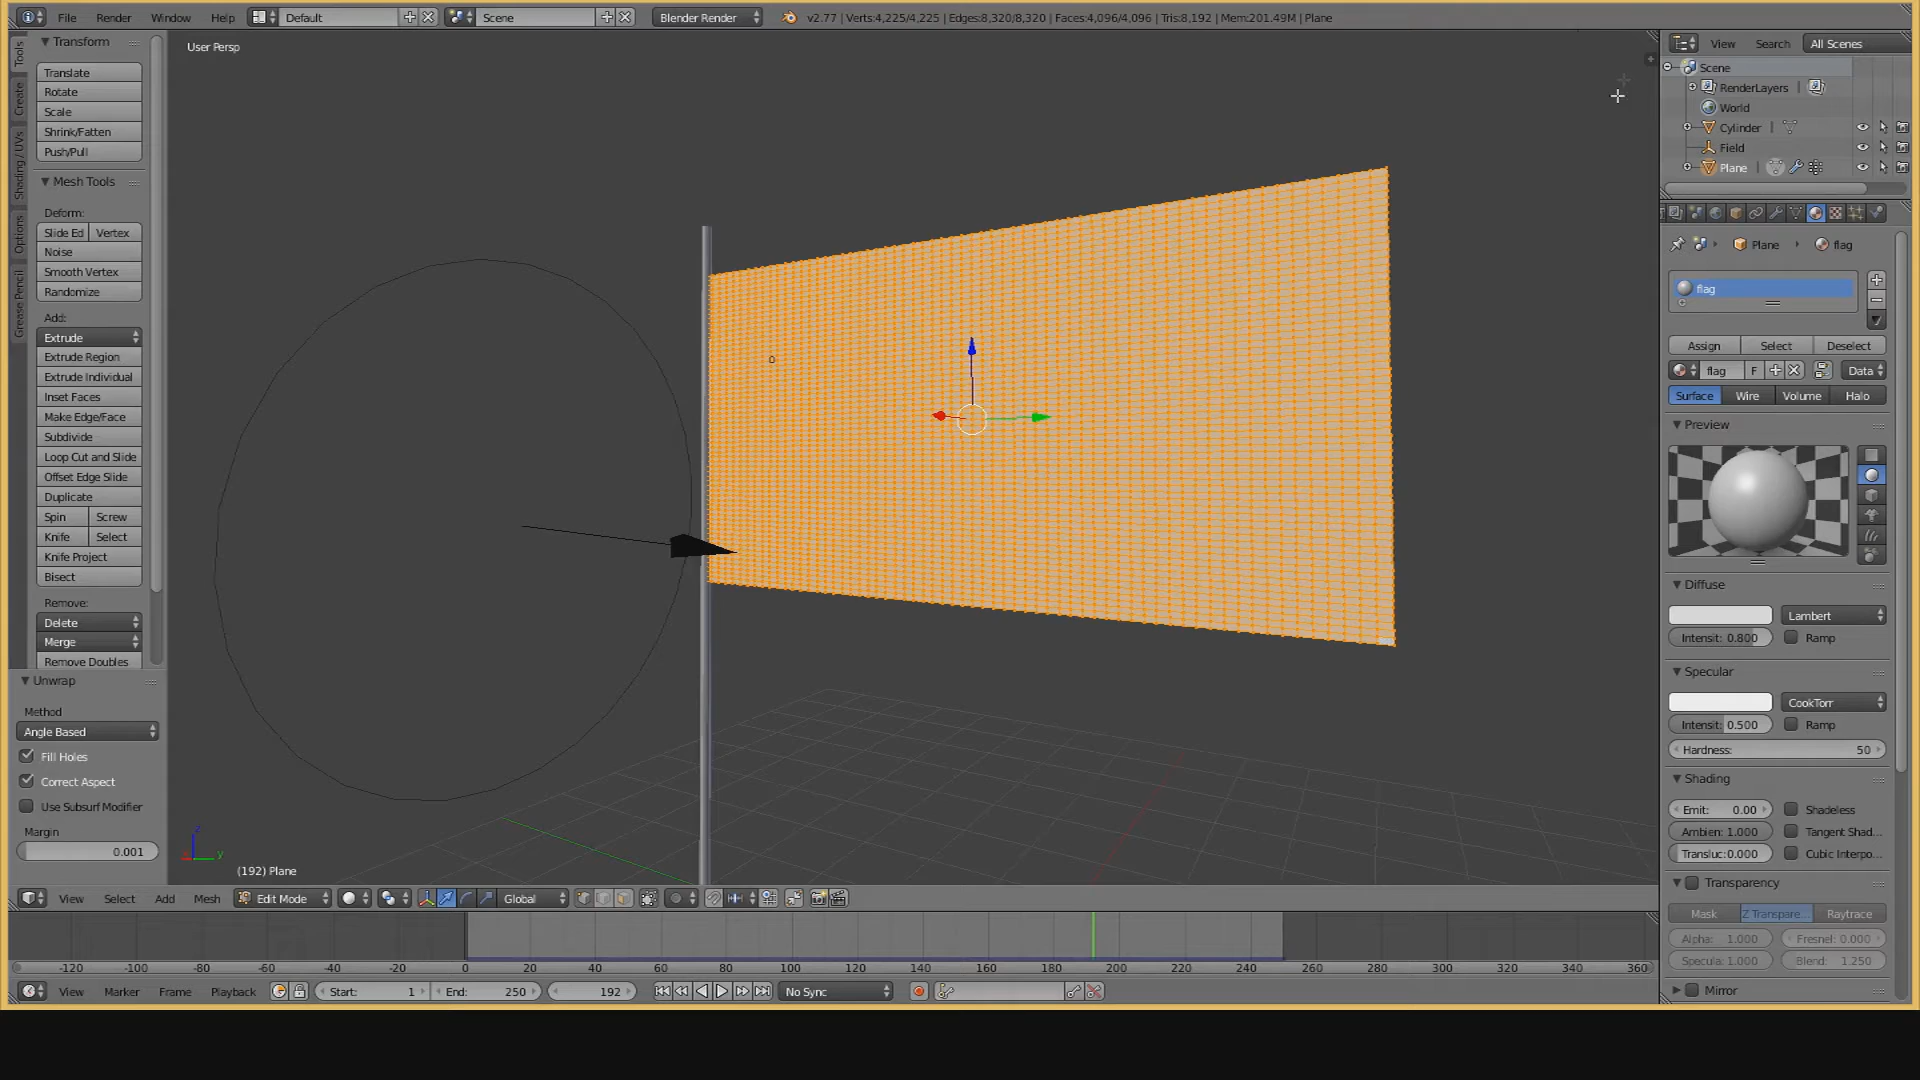 File Render Window Help Default Scene Blender Render v2.77 | Verts:4,225/4,225 | Edges:8,320/8,320 | Faces:4,096/4,096 | Tris:8,192 | Mem:201.49M | Plane
Tools
Create
Shading / UVs
Options
Grease Pencil
Transform
Translate
Rotate
Scale
Shrink/Fatten
Push/Pull
Mesh Tools
Deform:
Slide Ed Vertex
Noise
Smooth Vertex
Randomize
Add:
Extrude
Extrude Region
Extrude Individual
Inset Faces
Make Edge/Face
Subdivide
Loop Cut and Slide
Offset Edge Slide
Duplicate
Spin Screw
Knife Select
Knife Project
Bisect
Remove:
Delete
Merge
Remove Doubles
Unwrap
Method
Angle Based
Fill Holes
Correct Aspect
Use Subsurf Modifier
Margin
0.001
User Persp
z
y
(192) Plane
View Select Add Mesh Edit Mode Global
-120 -100 -80 -60 -40 -20 0 20 40 60 80 100 120 140 160 180 200 220 240 260 280 300 320 340 360
View Marker Frame Playback Start: 1 End: 250 192 No Sync
View Search All Scenes
Scene
RenderLayers |
World
Cylinder |
Field
Plane |
Plane flag
flag
Assign Select Deselect
flag F Data
Surface Wire Volume Halo
Preview
Diffuse
Lambert
Intensit: 0.800 Ramp
Specular
CookTorr
Intensit: 0.500 Ramp
Hardness: 50
Shading
Emit: 0.00 Shadeless
Ambien: 1.000 Tangent Shad...
Transluc:0.000 Cubic Interpo...
Transparency
Mask Z Transpare... Raytrace
Alpha: 1.000 Fresnel: 0.000
Specula: 1.000 Blend: 1.250
Mirror